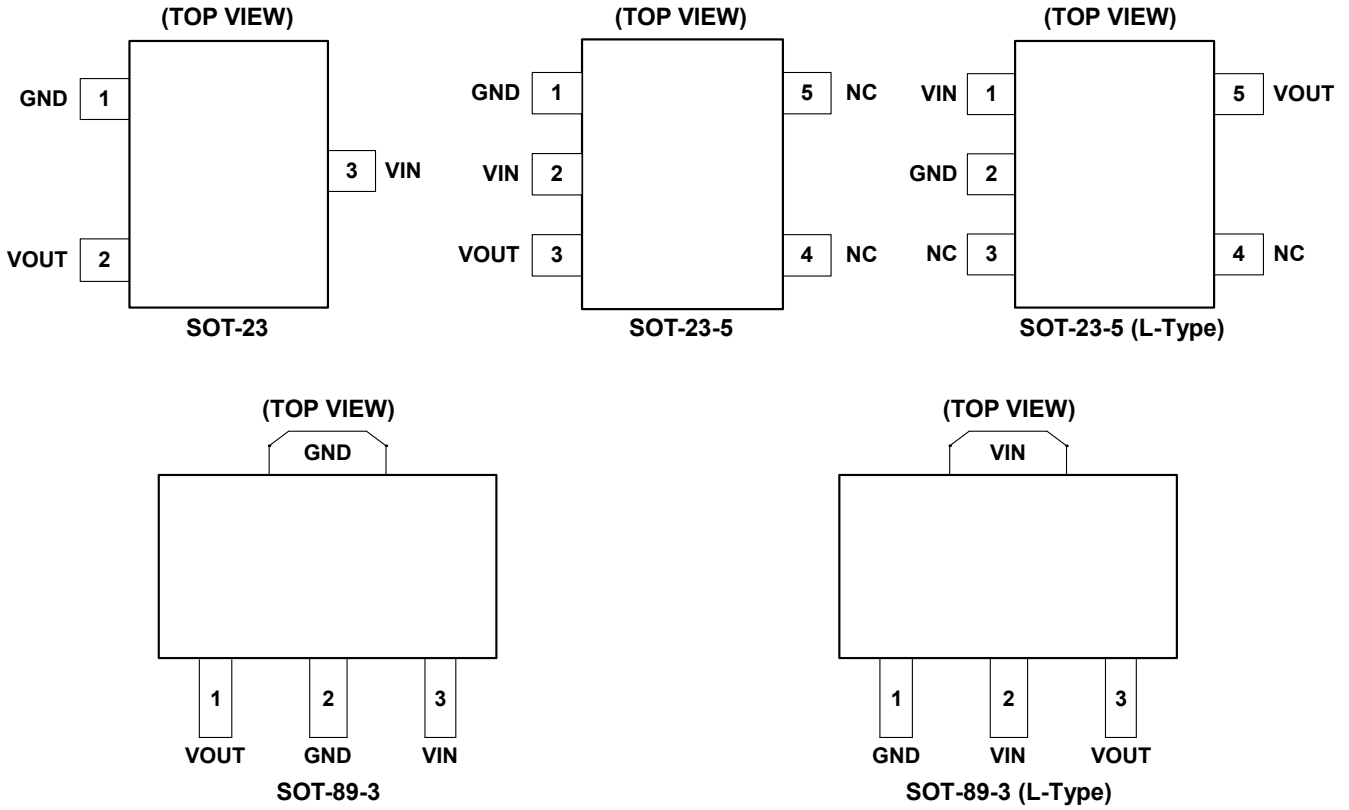 (TOP VIEW)
GND 1
3 VIN
VOUT 2
SOT-23
(TOP VIEW)
GND 1
5 NC
VIN 2
VOUT 3
4 NC
SOT-23-5
(TOP VIEW)
VIN 1
5 VOUT
GND 2
NC 3
4 NC
SOT-23-5 (L-Type)
(TOP VIEW)
GND
1 2 3
VOUT GND VIN
SOT-89-3
(TOP VIEW)
VIN
1 2 3
GND VIN VOUT
SOT-89-3 (L-Type)